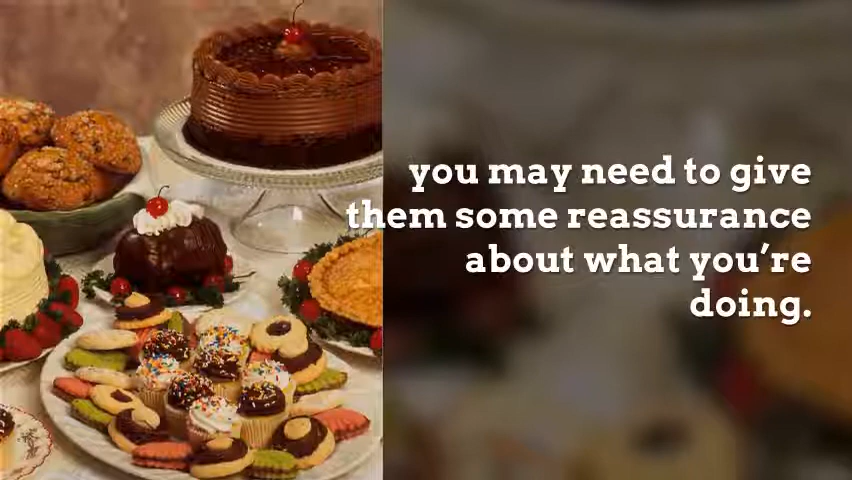 you may need to give
them some reassurance
about what you’re
doing.